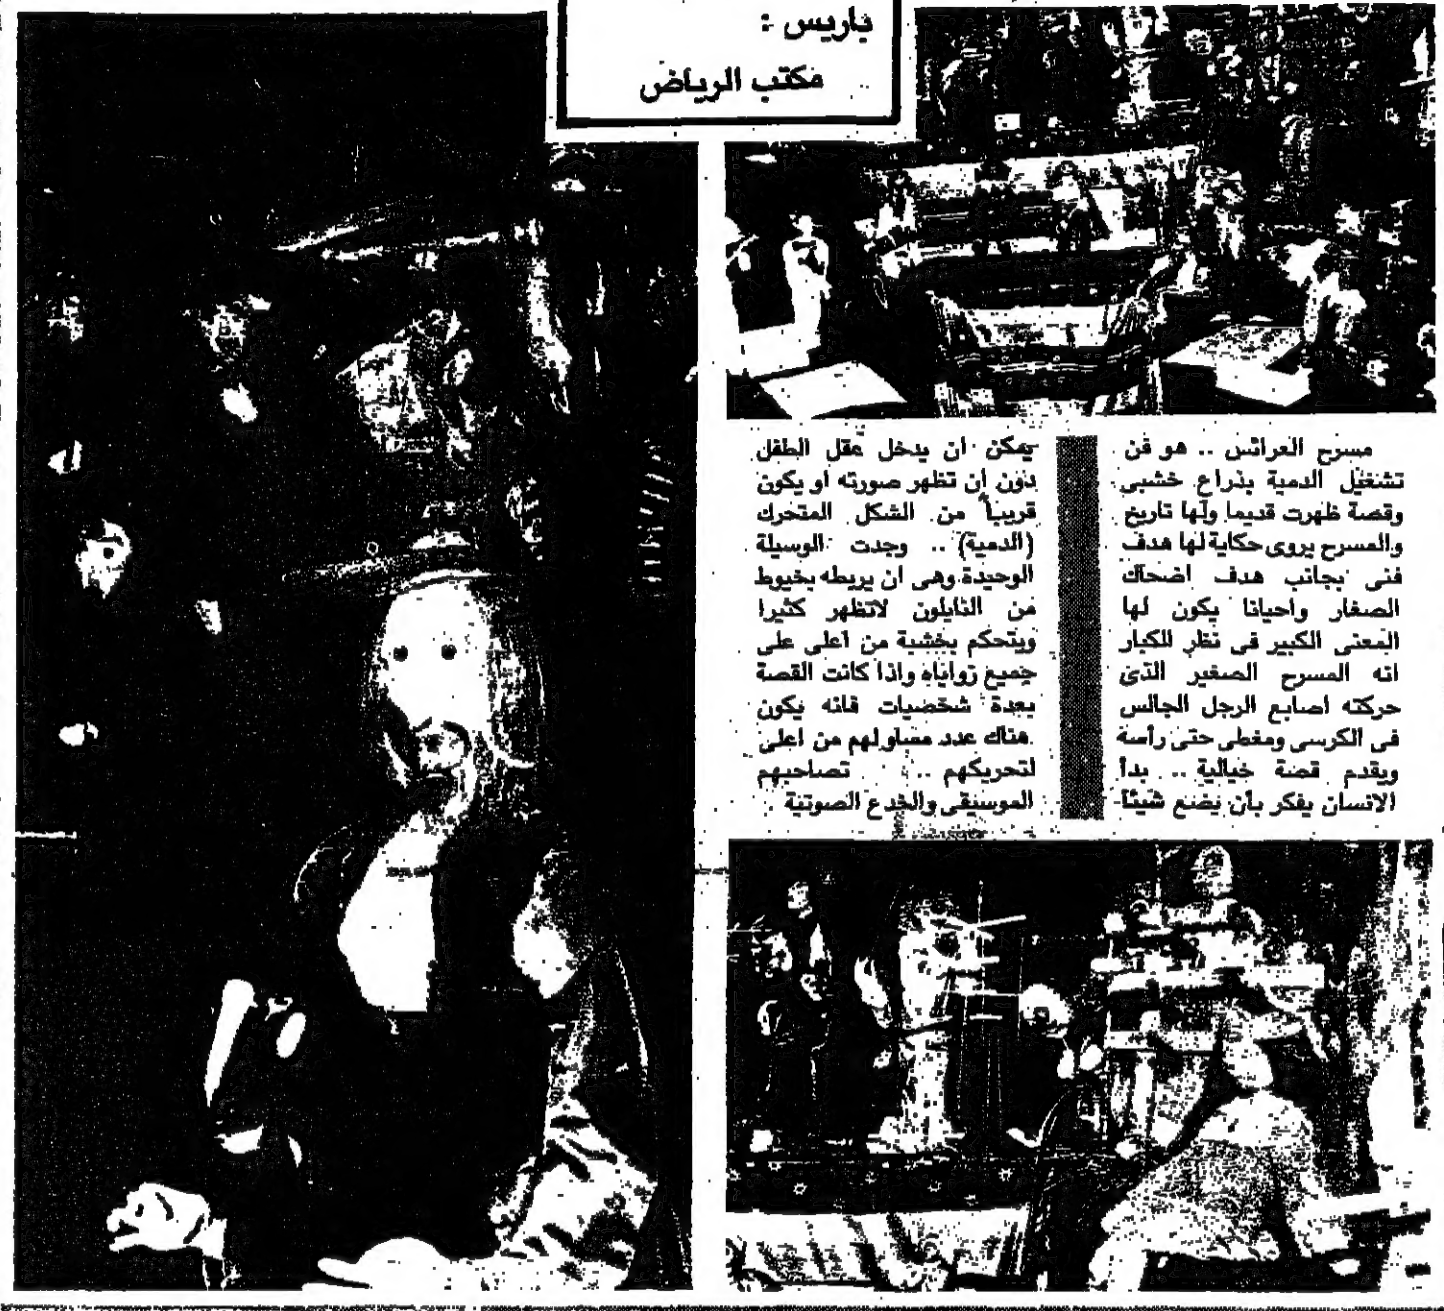 باريس :
مكتب الرياض
مسرح العرائس .. هو فن
تشغيل الدمية بذراع خشبى
وقصة ظهرت قديما ولها تاريخ
والمسرح يروى حكاية لها هدف
فنى بجانب هدف اضحاك
الصغار واحيانا يكون لها
المعنى الكبير فى نظر الكبار
انه المسرح الصغير الذى
حركته اصابع الرجل الجالس
فى الكرسى ومغطى حتى رأسة
ويقدم قصة خيالية .. بدأ
الانسان يفكر بأن يضع شيئا
يمكن ان يدخل عقل الطفل
دون ان تظهر صورته او يكون
قريباً من الشكل المتحرك
(الدمية) .. وجدت الوسيلة
الوحيدة وهى ان يربطه بخيوط
من النايلون لاتظهر كثيرا
ويتحكم بخشبة من اعلى على
جميع زواياه واذا كانت القصة
بعدة شخصيات فانه يكون
هناك عدد مساو لهم من اعلى
لتحريكهم .. تصاحبهم
الموسيقى والخدع الصوتية .